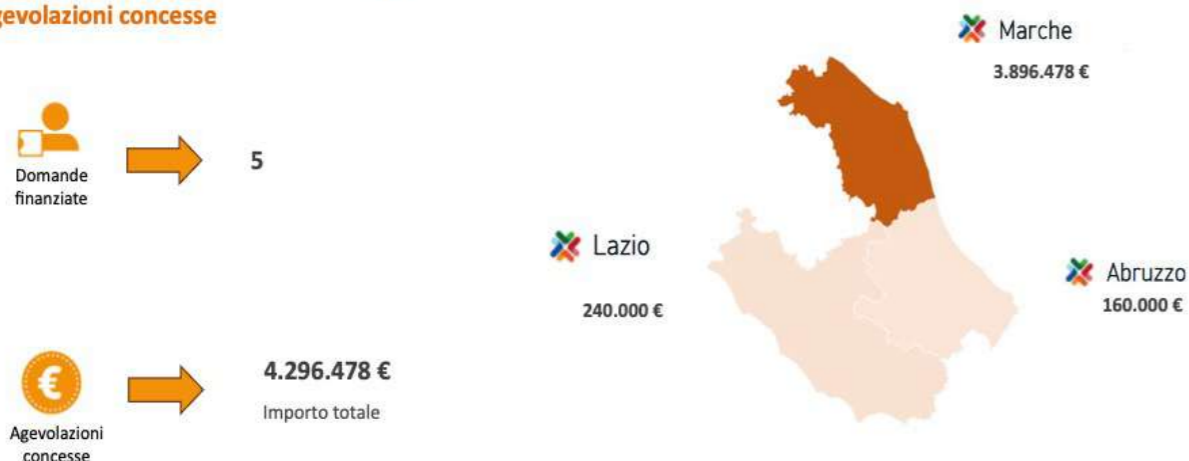 gevolazioni concesse
Domande
finanziate
5
Agevolazioni
concesse
4.296.478 €
Importo totale
Marche
3.896.478 €
Lazio
240.000 €
Abruzzo
160.000 €